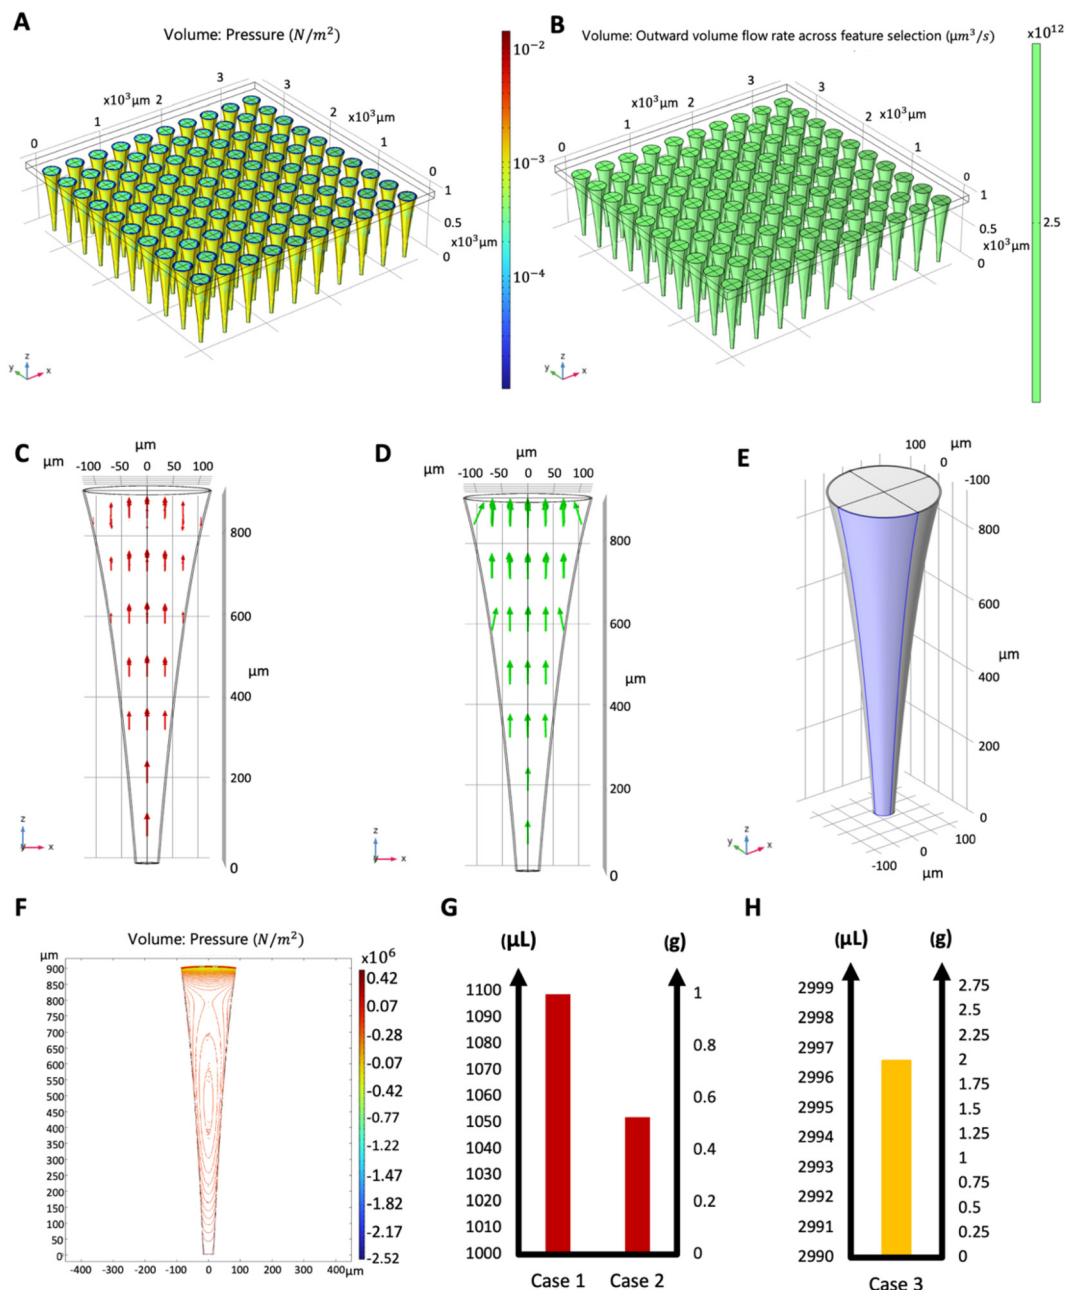 A
Volume: Pressure (N/m²)
10⁻²
10⁻³
10⁻⁴
0
1
2
3
x10³μm
3
2
1
0
x10³μm
1
0.5
0
x10³μm
z
y
x
B
Volume: Outward volume flow rate across feature selection (μm³/s)
x10¹²
2.5
0
1
2
3
x10³μm
3
2
1
0
x10³μm
1
0.5
0
x10³μm
z
y
x
C
μm
μm
-100
-50
0
50
100
800
600
μm
400
200
0
z
y
x
D
μm
μm
-100
-50
0
50
100
800
600
μm
400
200
0
z
y
x
E
100
μm
0
-100
800
600
μm
400
200
0
100
0
-100
μm
z
y
x
F
Volume: Pressure (N/m²)
μm
900
850
800
750
700
650
600
550
500
450
400
350
300
250
200
150
100
50
0
-400
-200
0
200
400
μm
x10⁶
0.42
0.07
-0.28
-0.07
-0.42
-0.77
-1.22
-1.47
-1.82
-2.17
-2.52
G
(μL)
(g)
1100
1090
1080
1070
1060
1050
1040
1030
1020
1010
1000
1
0.8
0.6
0.4
0.2
0
Case 1
Case 2
H
(μL)
(g)
2999
2998
2997
2996
2995
2994
2993
2992
2991
2990
2.75
2.5
2.25
2
1.75
1.5
1.25
1
0.75
0.5
0.25
0
Case 3